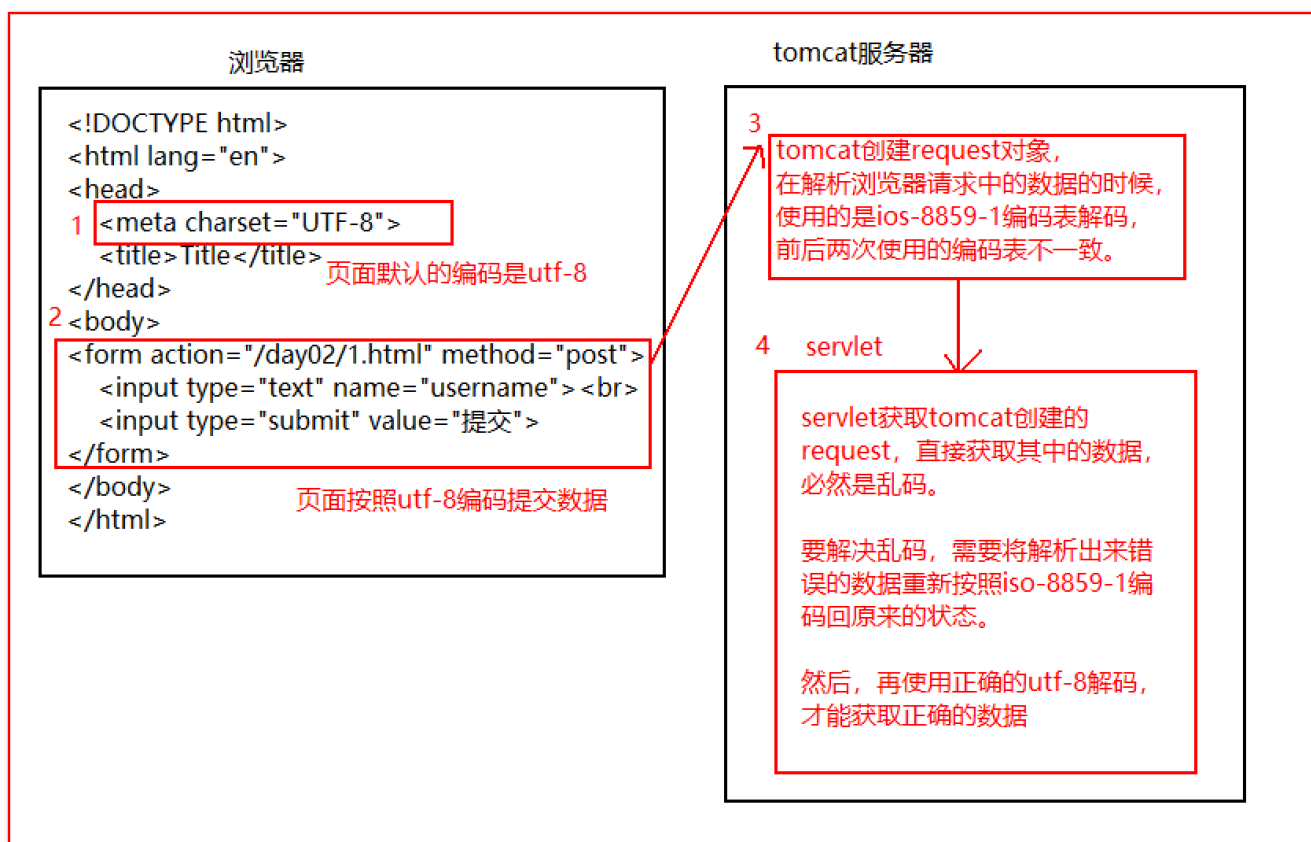 浏览器
<!DOCTYPE html>
<html lang="en">
<head>
1
<meta charset="UTF-8">
<title>Title</title>
页面默认的编码是utf-8
</head>
2
<body>
<form action="/day02/1.html" method="post">
<input type="text" name="username"><br>
<input type="submit" value="提交">
</form>
</body>
页面按照utf-8编码提交数据
</html>
tomcat服务器
3
tomcat创建request对象，
在解析浏览器请求中的数据的时候，
使用的是ios-8859-1编码表解码，
前后两次使用的编码表不一致。
4
servlet
servlet获取tomcat创建的
request，直接获取其中的数据，
必然是乱码。
要解决乱码，需要将解析出来错
误的数据重新按照iso-8859-1编
码回原来的状态。
然后，再使用正确的utf-8解码，
才能获取正确的数据